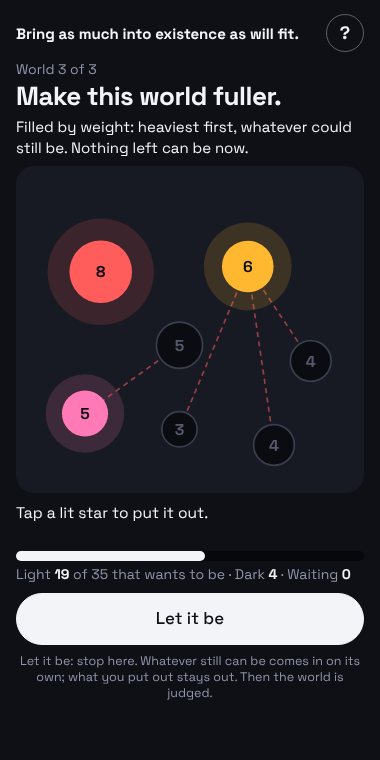 Bring as much into existence as will fit.
?
World 3 of 3
Make this world fuller.
Filled by weight: heaviest first, whatever could
still be. Nothing left can be now.
8
6
5
4
5
3
4
Tap a lit star to put it out.
Light 19 of 35 that wants to be · Dark 4 · Waiting 0
Let it be
Let it be: stop here. Whatever still can be comes in on its
own; what you put out stays out. Then the world is
judged.